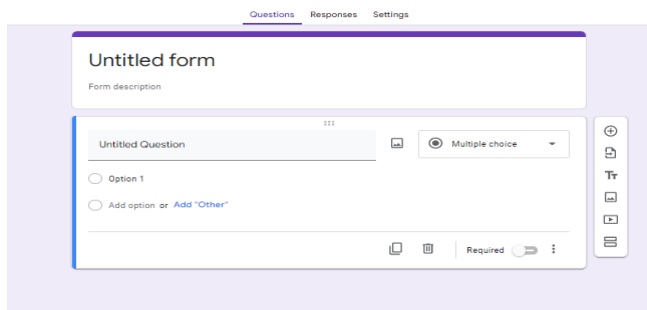 Questions Responses Settings
Untitled form
Form description
Untitled Question
Multiple choice
Option 1
Add option or Add "Other"
Required
Tт